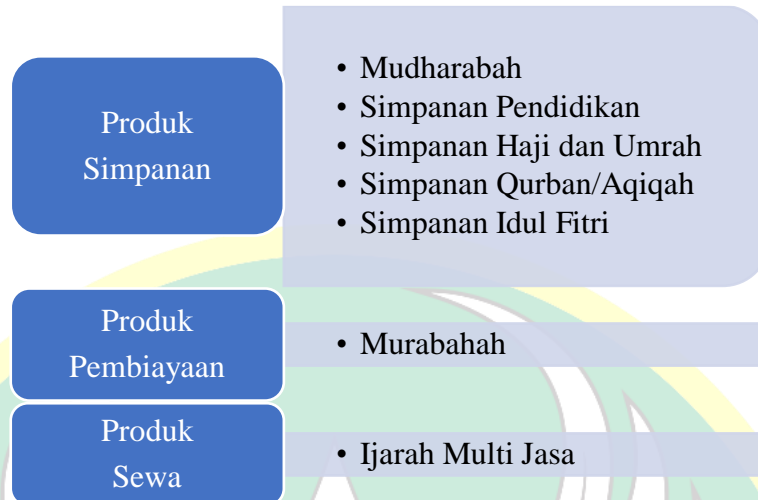 Produk
Simpanan
• Mudharabah
• Simpanan Pendidikan
• Simpanan Haji dan Umrah
• Simpanan Qurban/Aqiqah
• Simpanan Idul Fitri
Produk
Pembiayaan
• Murabahah
Produk
Sewa
• Ijarah Multi Jasa